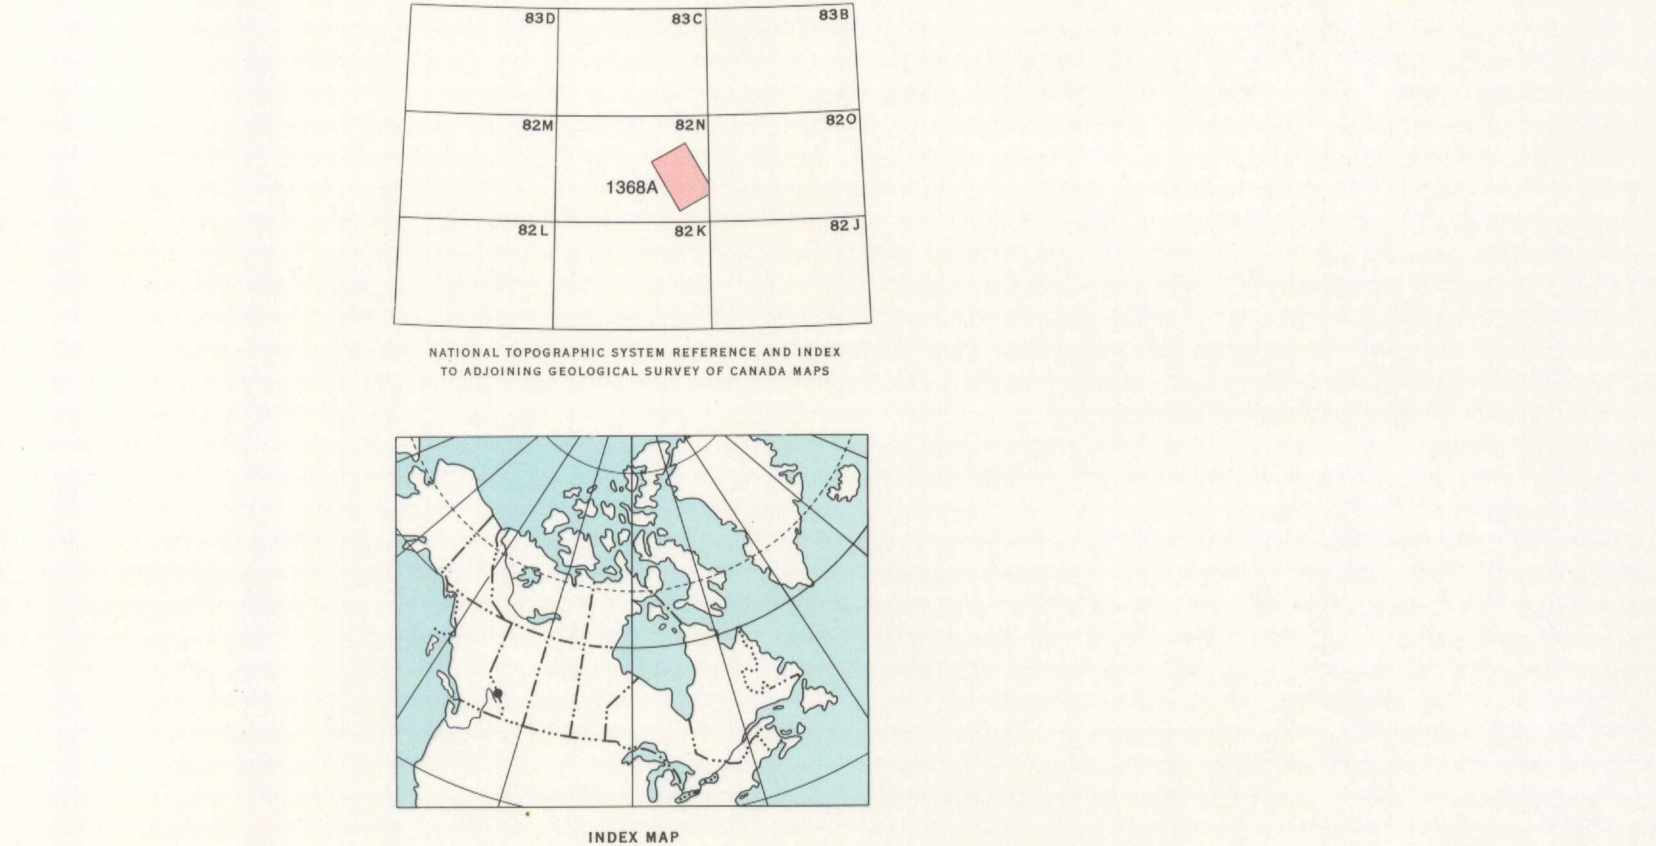 83D
83C
83B
82M
82N
82O
1368A
82L
82K
82J
NATIONAL TOPOGRAPHIC SYSTEM REFERENCE AND INDEX
TO ADJOINING GEOLOGICAL SURVEY OF CANADA MAPS
INDEX MAP